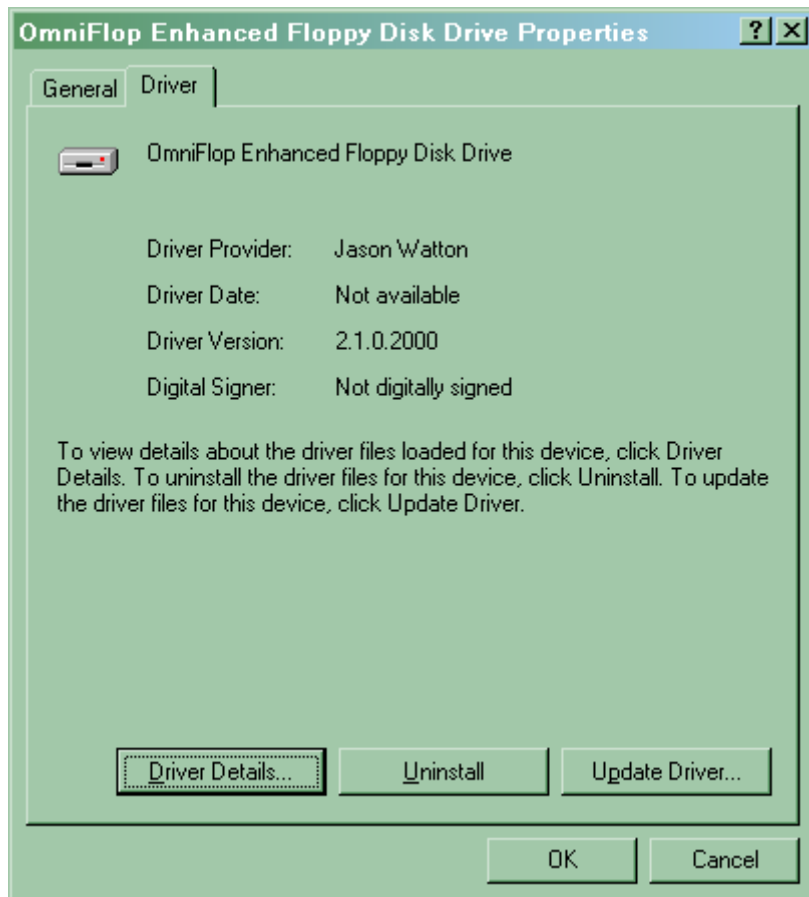 OmniFlop Enhanced Floppy Disk Drive Properties
General Driver
OmniFlop Enhanced Floppy Disk Drive
Driver Provider: Jason Watton
Driver Date: Not available
Driver Version: 2.1.0.2000
Digital Signer: Not digitally signed
To view details about the driver files loaded for this device, click Driver
Details. To uninstall the driver files for this device, click Uninstall. To update
the driver files for this device, click Update Driver.
Driver Details... Uninstall Update Driver...
OK Cancel